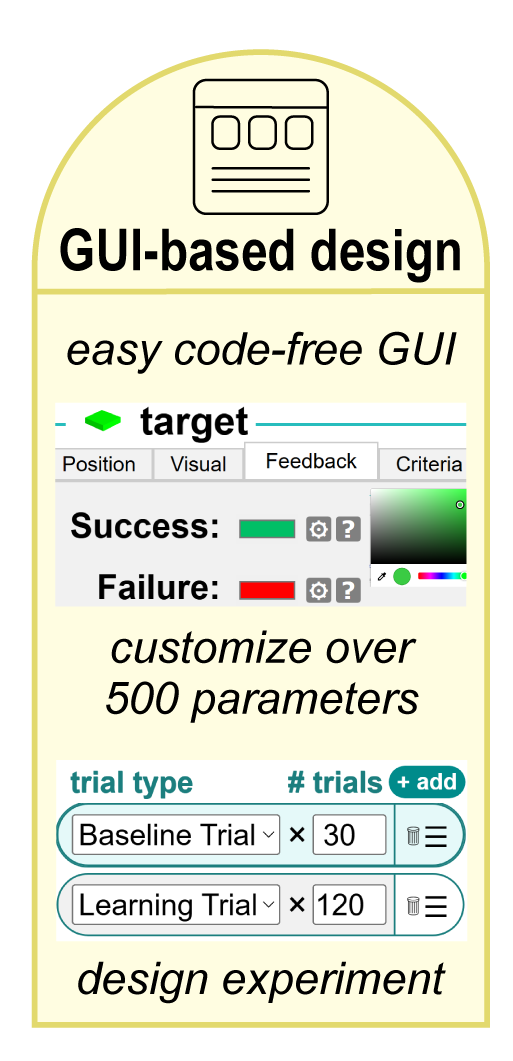 GUI-based design
easy code-free GUI
target
Position Visual Feedback Criteria
Success: ?
Failure: ?
customize over
500 parameters
trial type # trials + add
Baseline Trial × 30
Learning Trial × 120
design experiment